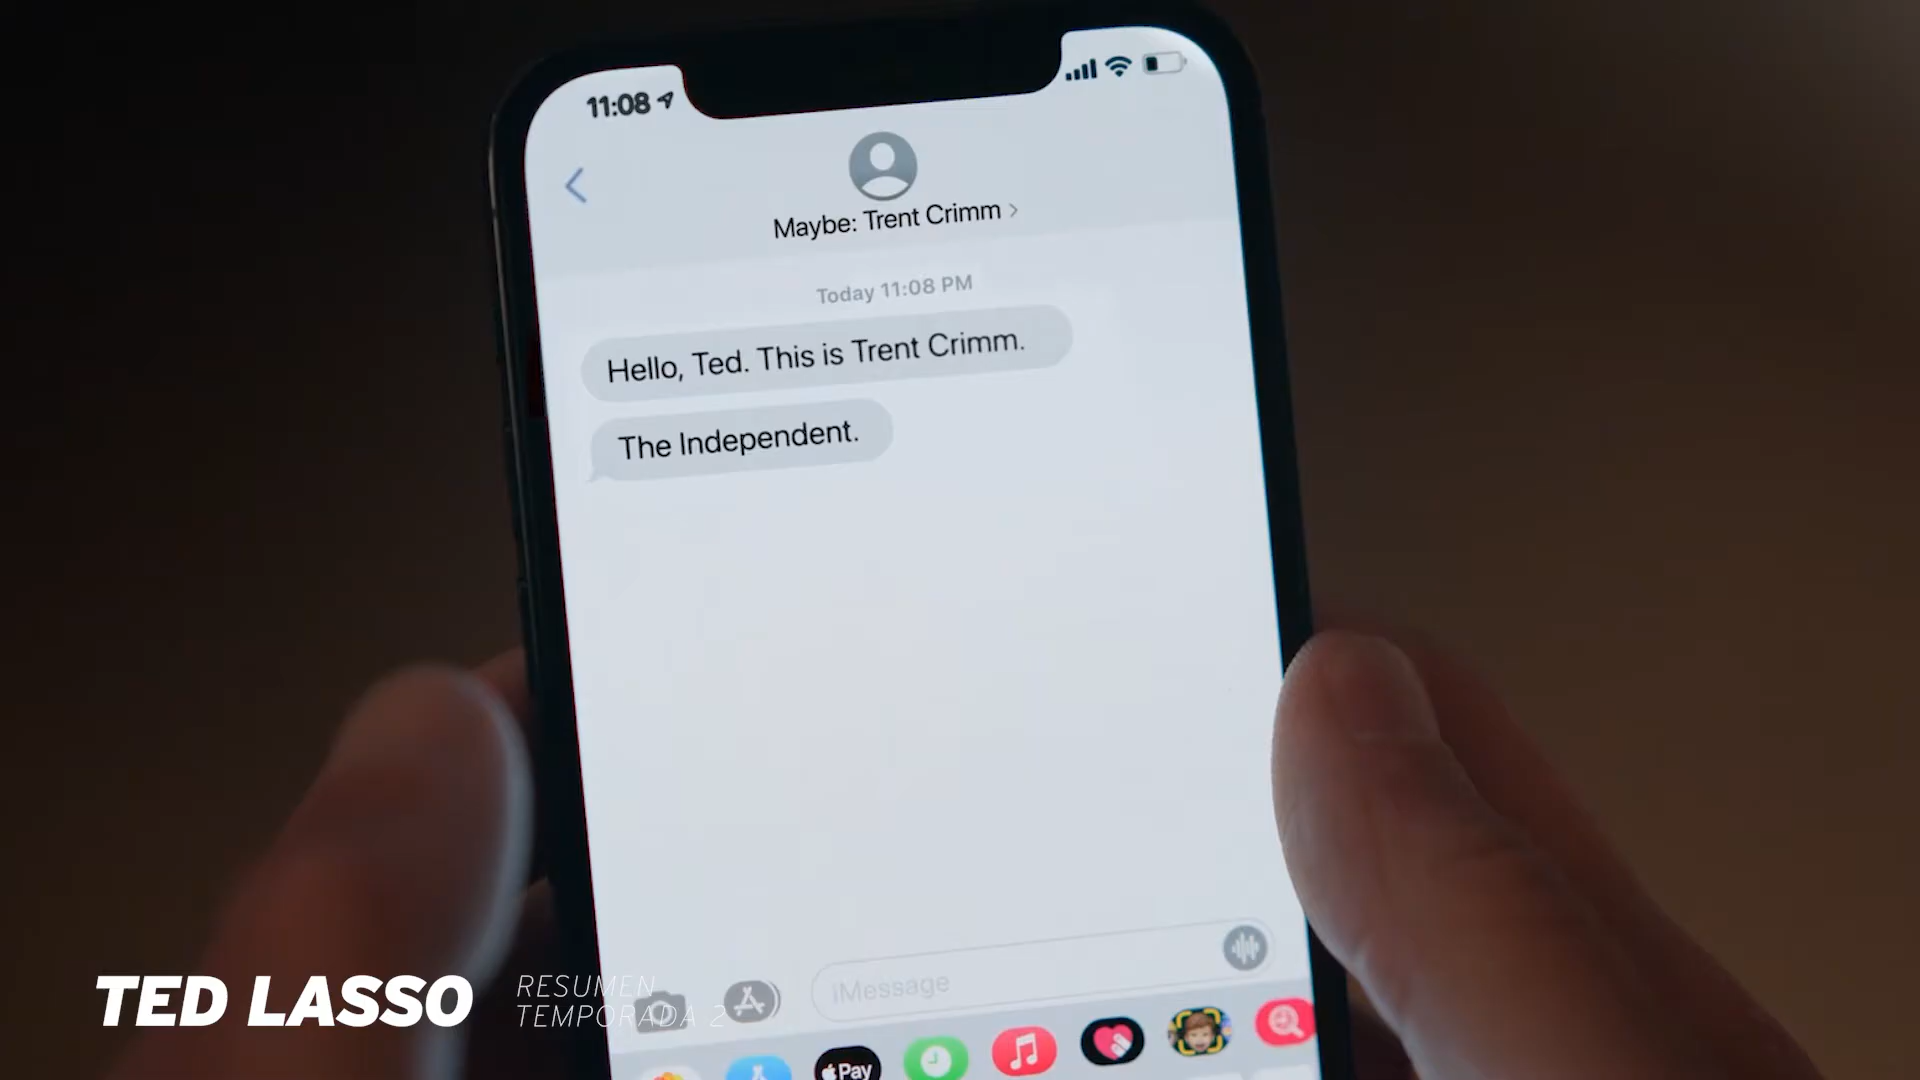 11:08
Maybe: Trent Crimm
Today 11:08 PM
Hello, Ted. This is Trent Crimm.
The Independent.
iMessage
Pay
TED LASSO
RESUMEN
TEMPORADA 2